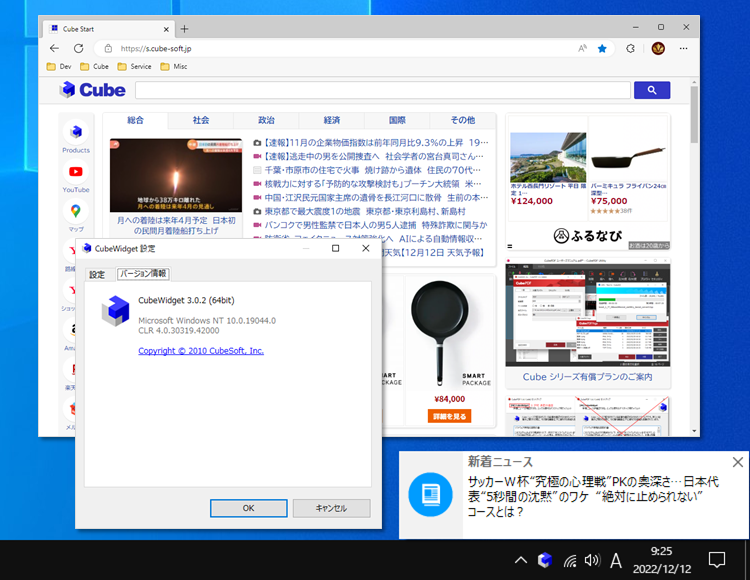 Cube Start
https://s.cube-soft.jp
Dev
Cube
Service
Misc
Cube
総合
社会
政治
経済
国際
その他
Products
YouTube
マップ
地球から38万キロ離れた
月への着陸は来年4月の見通し
月への着陸は来年4月予定 日本初
の民間月着陸船打ち上げ
【速報】11月の企業物価指数は前年同月比9.3%の上昇 19…
【速報】逃走中の男を公開捜査へ 社会学者の宮台真司さん…
千葉・市原市の住宅で火事 焼け跡から遺体 住民の70代…
核戦力に対する「予防的な攻撃検討も」プーチン大統領 米…
中国・江沢民元国家主席の遺骨を長江河口に散骨 生前の本…
東京都で最大震度1の地震 東京都・東京利島村, 新島村
バンコクで男性監禁で日本人の男5人逮捕 特殊詐欺に関与か
AIによる自動情報収…
天気【12月12日 天気予報】
ホテル西長門リゾート 平日 限
定 1…
¥124,000
バーミキュラ フライパン24cm
深型…
¥75,000
38件
ふるなび
お酒は20歳から
Cube シリーズ有償プランのご案内
SMART
PACKAGE
SMART
PACKAGE
¥84,000
詳細を見る
CubeWidget 設定
設定
バージョン情報
CubeWidget 3.0.2 (64bit)
Microsoft Windows NT 10.0.19044.0
CLR 4.0.30319.42000
Copyright © 2010 CubeSoft, Inc.
OK
キャンセル
新着ニュース
サッカーW杯“究極の心理戦”PKの奥深さ…日本代
表“5秒間の沈黙”のワケ “絶対に止められない”
コースとは？
A
9:25
2022/12/12